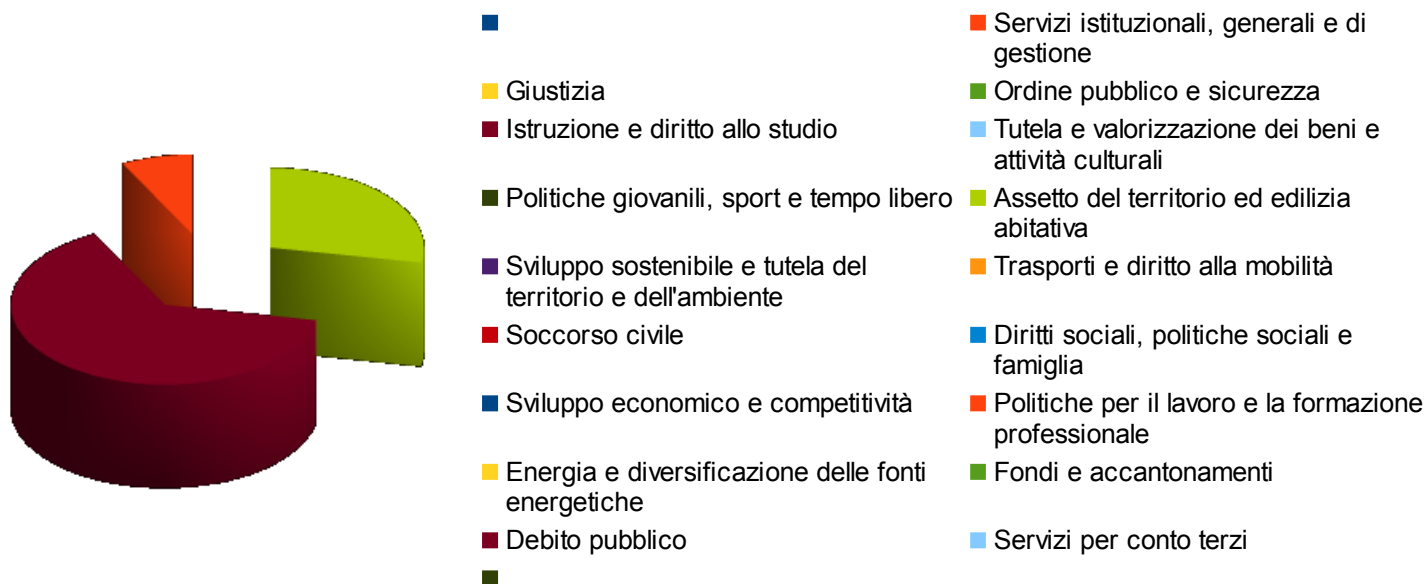 Servizi istituzionali, generali e di
gestione
Giustizia
Ordine pubblico e sicurezza
Istruzione e diritto allo studio
Tutela e valorizzazione dei beni e
attività culturali
Politiche giovanili, sport e tempo libero
Assetto del territorio ed edilizia
abitativa
Sviluppo sostenibile e tutela del
territorio e dell'ambiente
Trasporti e diritto alla mobilità
Soccorso civile
Diritti sociali, politiche sociali e
famiglia
Sviluppo economico e competitività
Politiche per il lavoro e la formazione
professionale
Energia e diversificazione delle fonti
energetiche
Fondi e accantonamenti
Debito pubblico
Servizi per conto terzi